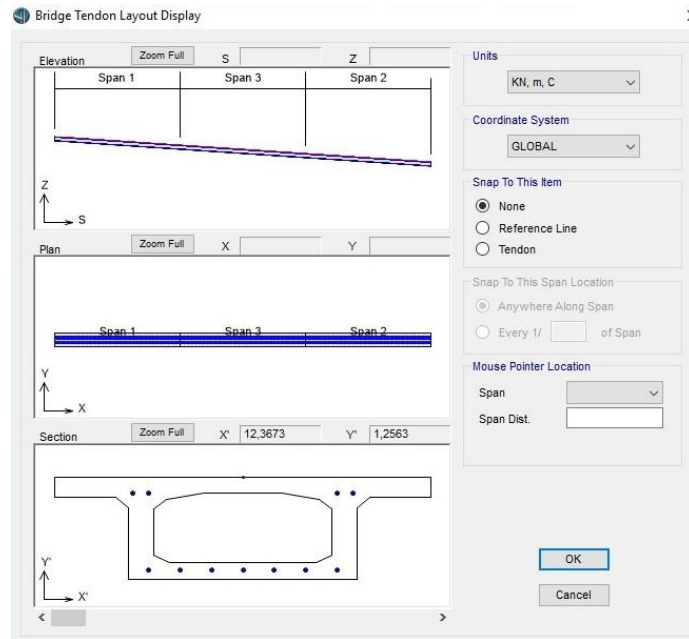 Bridge Tendon Layout Display
Elevation Zoom Full S Z
Span 1 Span 3 Span 2
Z
S
Plan Zoom Full X Y
Span 1 Span 3 Span 2
Y
X
Section Zoom Full X' 12,3673 Y' 1,2563
Y'
X'
Units
KN, m, C
Coordinate System
GLOBAL
Snap To This Item
None
Reference Line
Tendon
Snap To This Span Location
Anywhere Along Span
Every 1/ of Span
Mouse Pointer Location
Span
Span Dist.
OK
Cancel